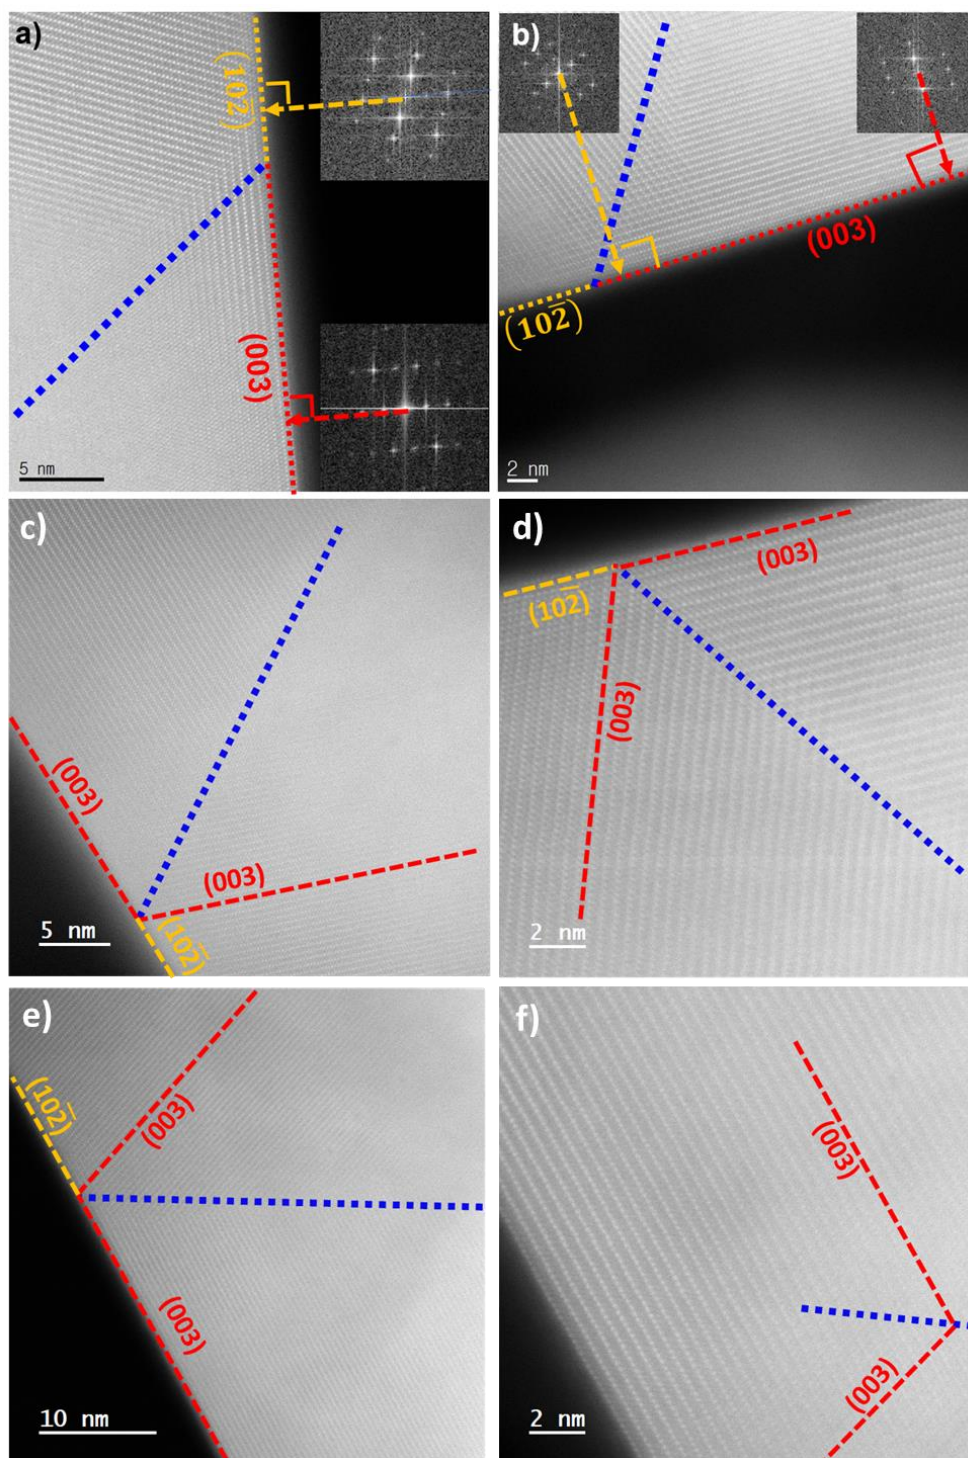 a)
(102̅)
(003)
5 nm
b)
(003)
(102̅)
2 nm
c)
(003)
(003)
(102̅)
5 nm
d)
(003)
(102̅)
(003)
2 nm
e)
(102̅)
(003)
(003)
10 nm
f)
(003)
(003)
2 nm